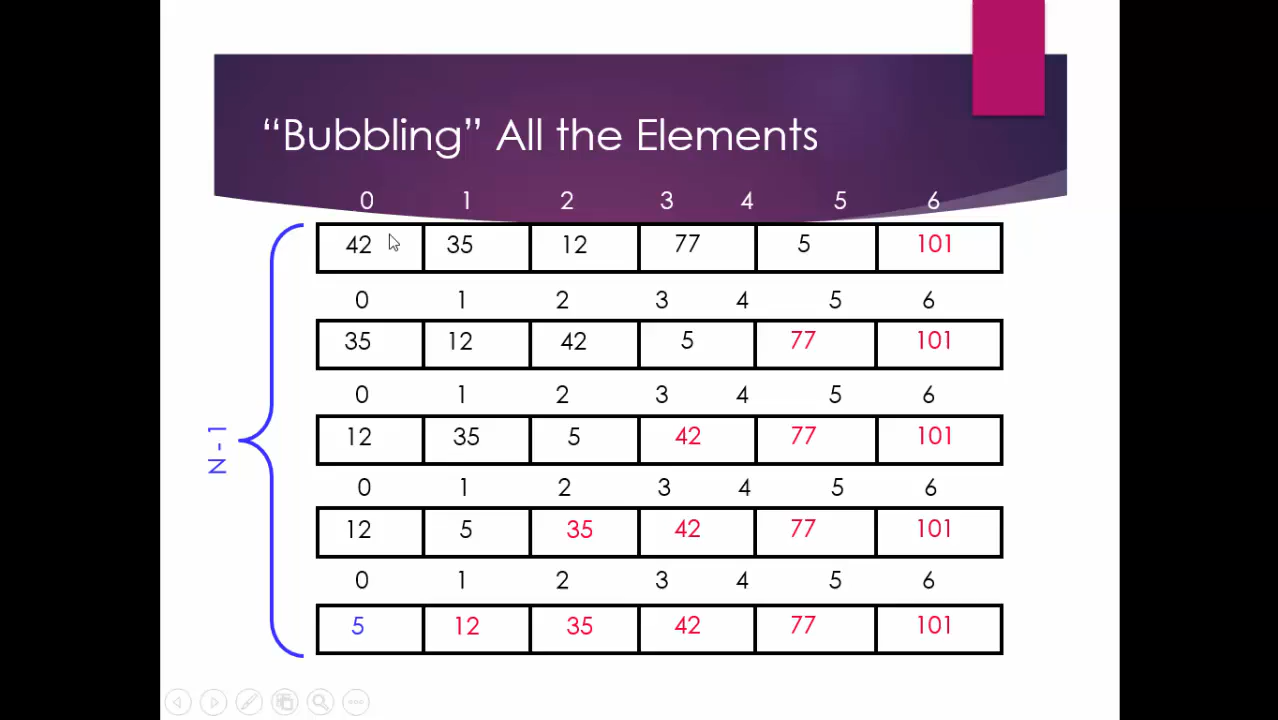 “Bubbling” All the Elements
0 1 2 3 4 5 6
42 35 12 77 5 101
0 1 2 3 4 5 6
35 12 42 5 77 101
0 1 2 3 4 5 6
12 35 5 42 77 101
N - 1
0 1 2 3 4 5 6
12 5 35 42 77 101
0 1 2 3 4 5 6
5 12 35 42 77 101